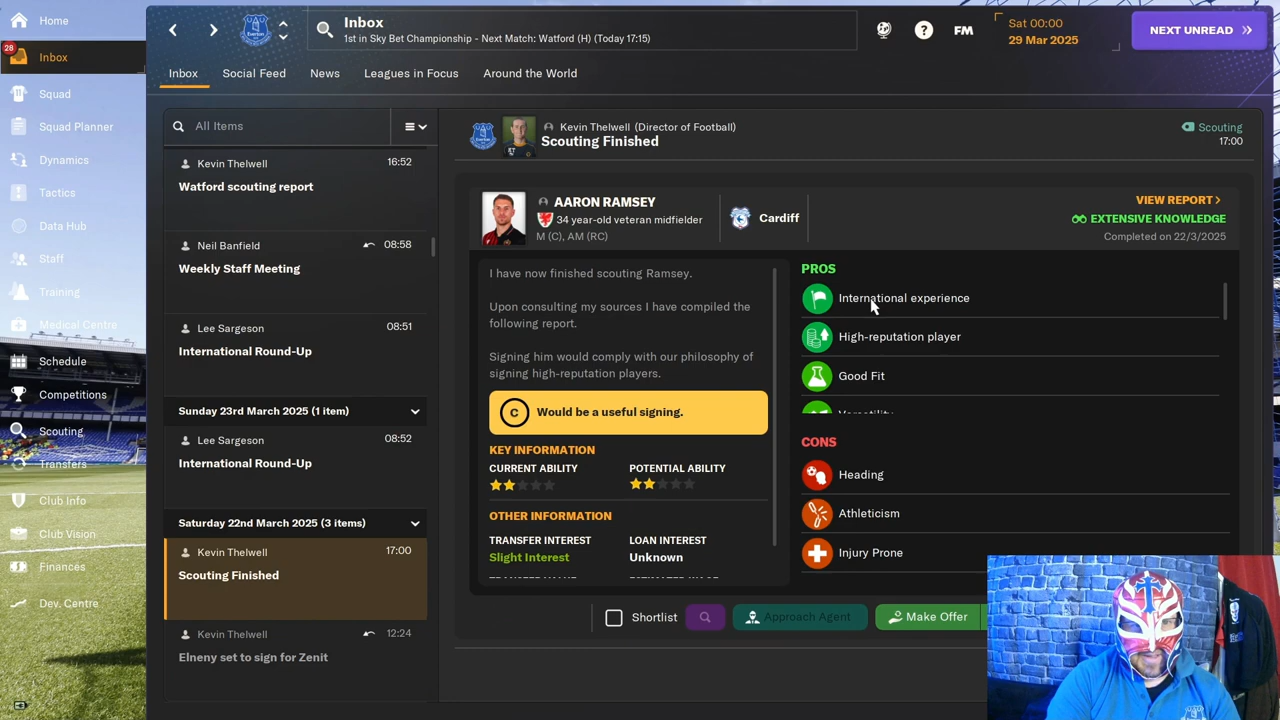 Home
28
Inbox
Squad
Squad Planner
Dynamics
Tactics
Data Hub
Staff
Training
Medical Centre
Schedule
Competitions
Scouting
Transfers
Club Info
Club Vision
Finances
Dev. Centre
Inbox
1st in Sky Bet Championship - Next Match: Watford (H) (Today 17:15)
FM
Sat 00:00
29 Mar 2025
NEXT UNREAD
Inbox
Social Feed
News
Leagues in Focus
Around the World
All Items
Kevin Thelwell 16:52
Watford scouting report
Neil Banfield 08:58
Weekly Staff Meeting
Lee Sargeson 08:51
International Round-Up
Sunday 23rd March 2025 (1 item)
Lee Sargeson 08:52
International Round-Up
Saturday 22nd March 2025 (3 items)
Kevin Thelwell 17:00
Scouting Finished
Kevin Thelwell 12:24
Elneny set to sign for Zenit
Kevin Thelwell (Director of Football)
Scouting Finished
Scouting
17:00
AARON RAMSEY
34 year-old veteran midfielder
M (C), AM (RC)
Cardiff
VIEW REPORT >
EXTENSIVE KNOWLEDGE
Completed on 22/3/2025
I have now finished scouting Ramsey.
Upon consulting my sources I have compiled the
following report.
Signing him would comply with our philosophy of
signing high-reputation players.
C Would be a useful signing.
KEY INFORMATION
CURRENT ABILITY POTENTIAL ABILITY
OTHER INFORMATION
TRANSFER INTEREST LOAN INTEREST
Slight Interest Unknown
PROS
International experience
High-reputation player
Good Fit
Versatility
CONS
Heading
Athleticism
Injury Prone
Shortlist
Approach Agent
Make Offer